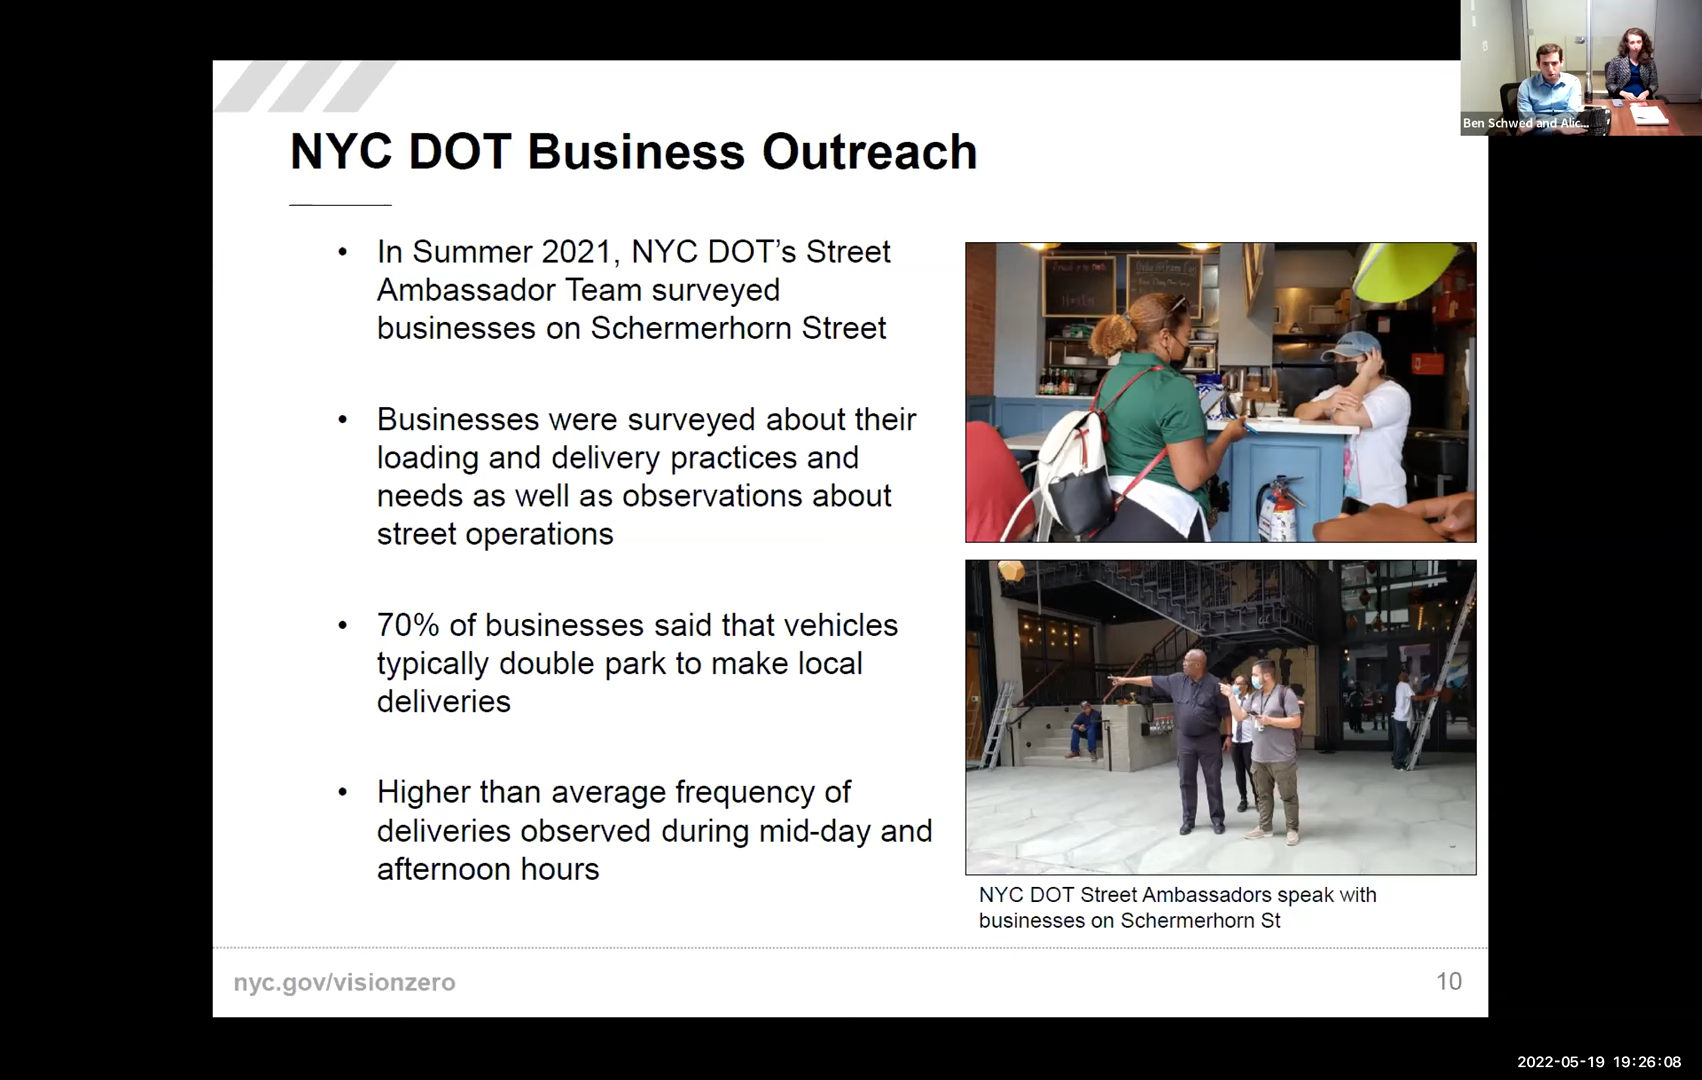 Ben Schwed and Alic...
NYC DOT Business Outreach
• In Summer 2021, NYC DOT’s Street
Ambassador Team surveyed
businesses on Schermerhorn Street
• Businesses were surveyed about their
loading and delivery practices and
needs as well as observations about
street operations
• 70% of businesses said that vehicles
typically double park to make local
deliveries
• Higher than average frequency of
deliveries observed during mid-day and
afternoon hours
NYC DOT Street Ambassadors speak with
businesses on Schermerhorn St
nyc.gov/visionzero
10
2022-05-19 19:26:08